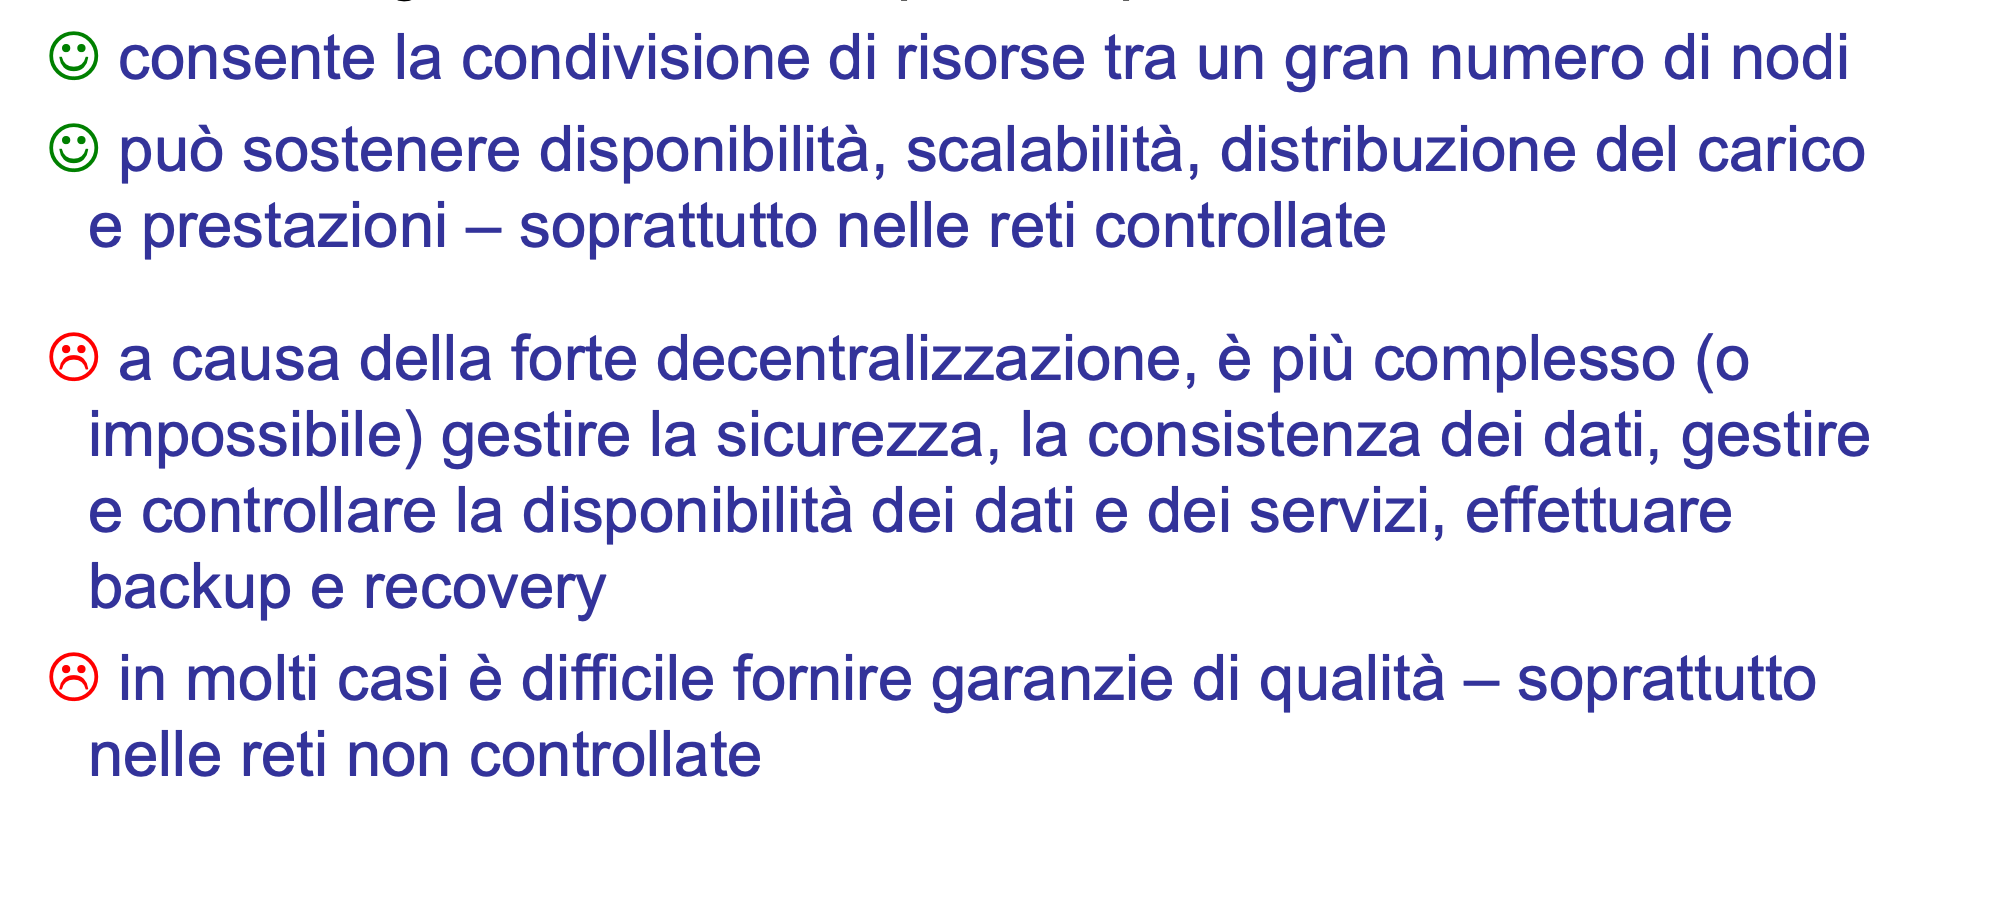 ☺ consente la condivisione di risorse tra un gran numero di nodi
☺ può sostenere disponibilità, scalabilità, distribuzione del carico
e prestazioni – soprattutto nelle reti controllate
☹ a causa della forte decentralizzazione, è più complesso (o
impossibile) gestire la sicurezza, la consistenza dei dati, gestire
e controllare la disponibilità dei dati e dei servizi, effettuare
backup e recovery
☹ in molti casi è difficile fornire garanzie di qualità – soprattutto
nelle reti non controllate